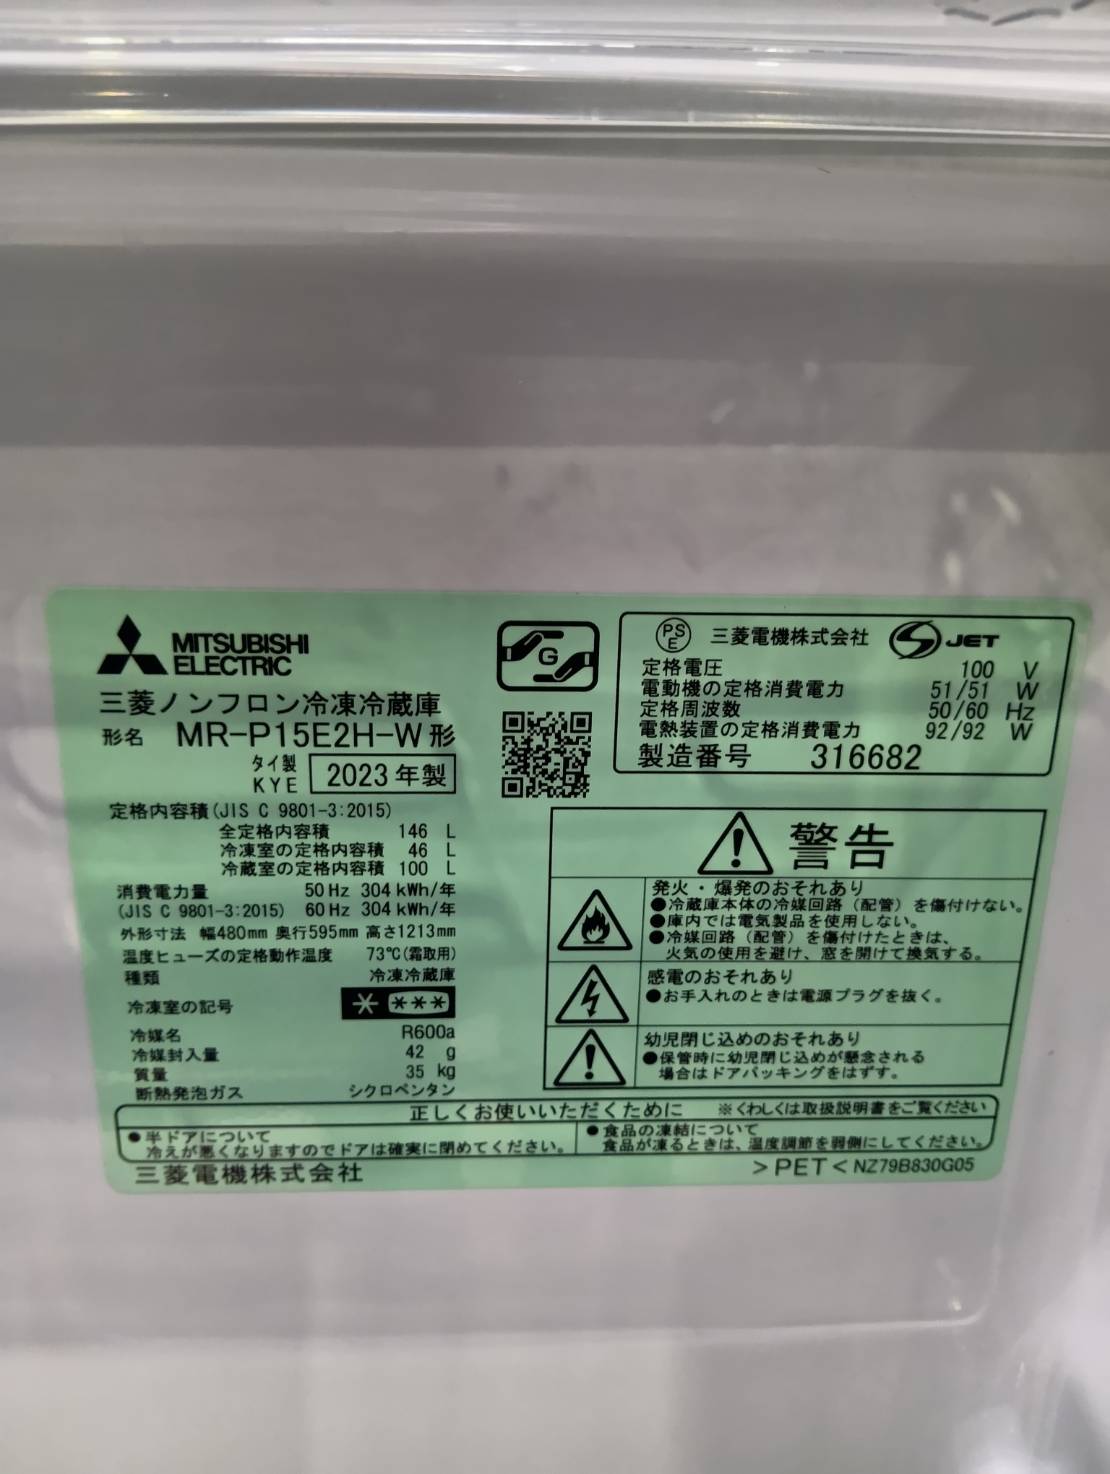 MITSUBISHI
ELECTRIC
三菱ノンフロン冷凍冷蔵庫
形名 MR-P15E2H-W形
タイ製
KYE 2023年製
定格内容積(JIS C 9801-3:2015)
全定格内容積 146 L
冷凍室の定格内容積 46 L
冷蔵室の定格内容積 100 L
消費電力量 50Hz 304kWh/年
(JIS C 9801-3:2015) 60Hz 304kWh/年
外形寸法 幅480mm 奥行595mm 高さ1213mm
温度ヒューズの定格動作温度 73℃(霜取用)
種類 冷凍冷蔵庫
冷凍室の記号 * ***
冷媒名 R600a
冷媒封入量 42 g
質量 35 kg
断熱発泡ガス シクロペンタン
G
PSE 三菱電機株式会社 S JET
定格電圧 100 V
電動機の定格消費電力 51/51 W
定格周波数 50/60 Hz
電熱装置の定格消費電力 92/92 W
製造番号 316682
警告
発火・爆発のおそれあり
●冷蔵庫本体の冷媒回路（配管）を傷付けない。
●庫内では電気製品を使用しない。
●冷媒回路（配管）を傷付けたときは、
火気の使用を避け、窓を開けて換気する。
感電のおそれあり
●お手入れのときは電源プラグを抜く。
幼児閉じ込めのおそれあり
●保管時に幼児閉じ込めが懸念される
場合はドアパッキングをはずす。
正しくお使いいただくために ※くわしくは取扱説明書をご覧ください
●半ドアについて
冷えが悪くなりますのでドアは確実に閉めてください。
●食品の凍結について
食品が凍るときは、温度調節を弱側にしてください。
三菱電機株式会社
>PET< NZ79B830G05